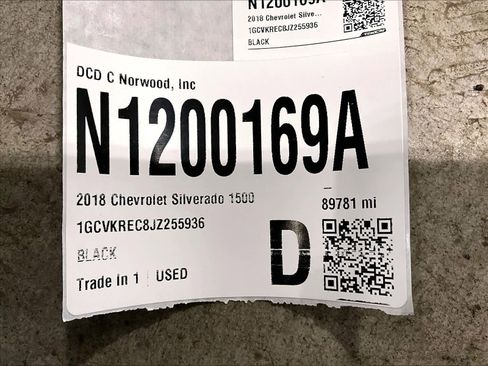 N1200169A
2018 Chevrolet Silve...
1GCVKREC8JZ255936
BLACK
DCD C Norwood, Inc
N1200169A
2018 Chevrolet Silverado 1500
89781 mi
1GCVKREC8JZ255936
BLACK
D
Trade In 1 USED